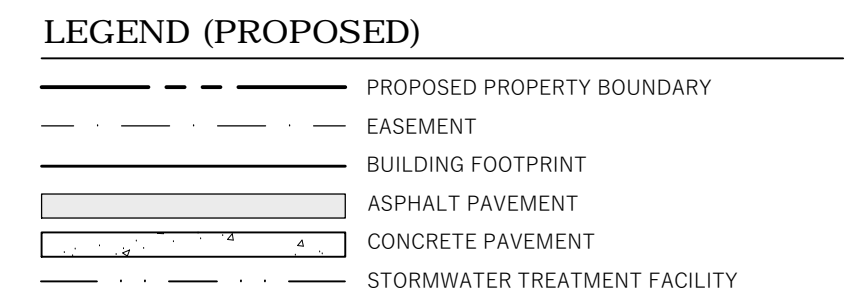 LEGEND (PROPOSED)
PROPOSED PROPERTY BOUNDARY
EASEMENT
BUILDING FOOTPRINT
ASPHALT PAVEMENT
CONCRETE PAVEMENT
STORMWATER TREATMENT FACILITY